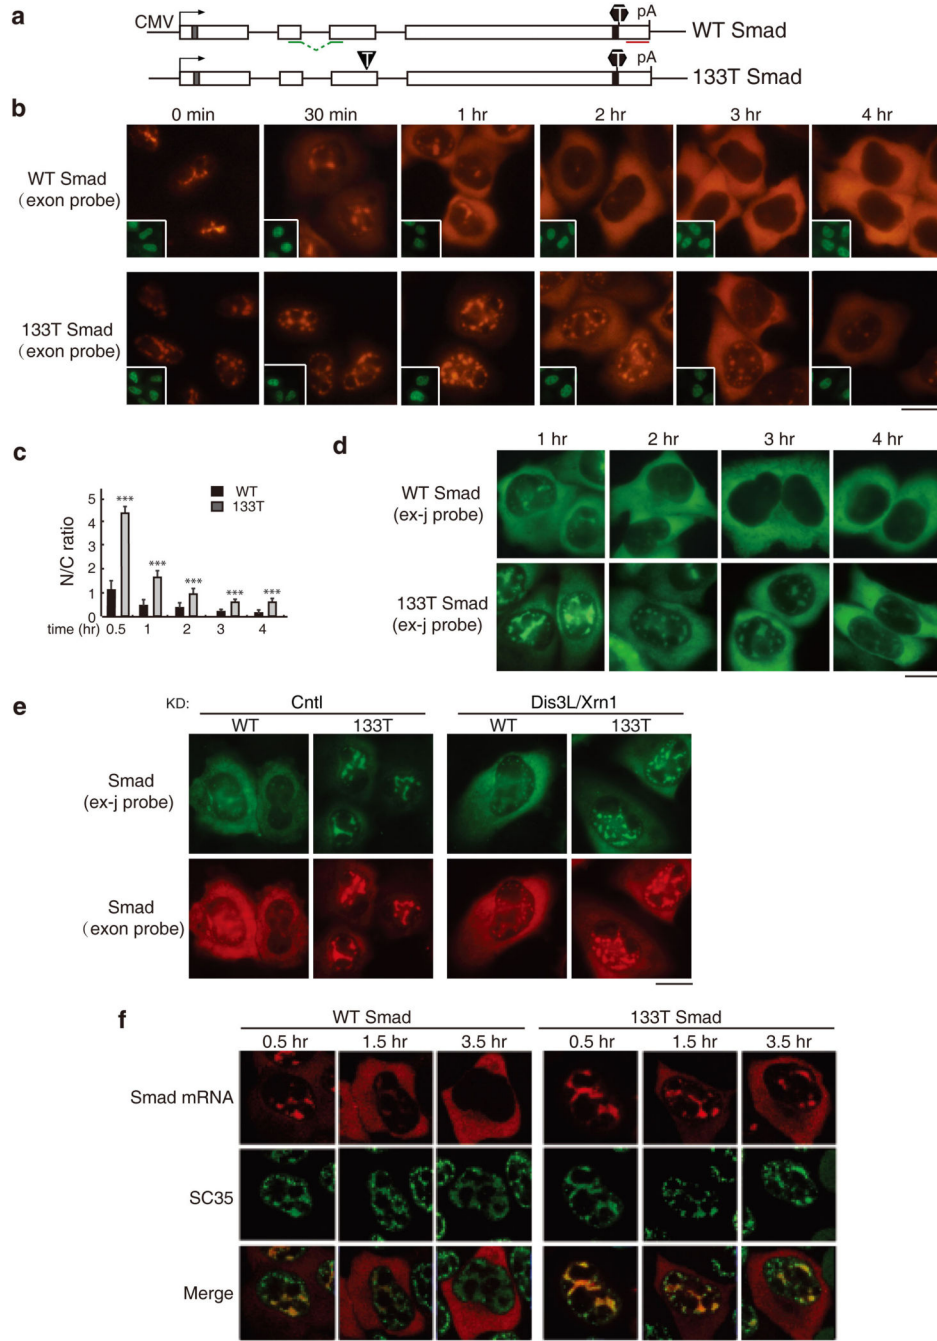 a
CMV
T
pA
WT Smad
T
T
pA
133T Smad
b
0 min
30 min
1 hr
2 hr
3 hr
4 hr
WT Smad
(exon probe)
133T Smad
(exon probe)
c
5
4
3
2
1
0
N/C ratio
WT
133T
***
***
***
***
***
time (hr)
0.5
1
2
3
4
d
1 hr
2 hr
3 hr
4 hr
WT Smad
(ex-j probe)
133T Smad
(ex-j probe)
e
KD:
Cntl
Dis3L/Xrn1
WT
133T
WT
133T
Smad
(ex-j probe)
Smad
(exon probe)
f
WT Smad
133T Smad
0.5 hr
1.5 hr
3.5 hr
0.5 hr
1.5 hr
3.5 hr
Smad mRNA
SC35
Merge